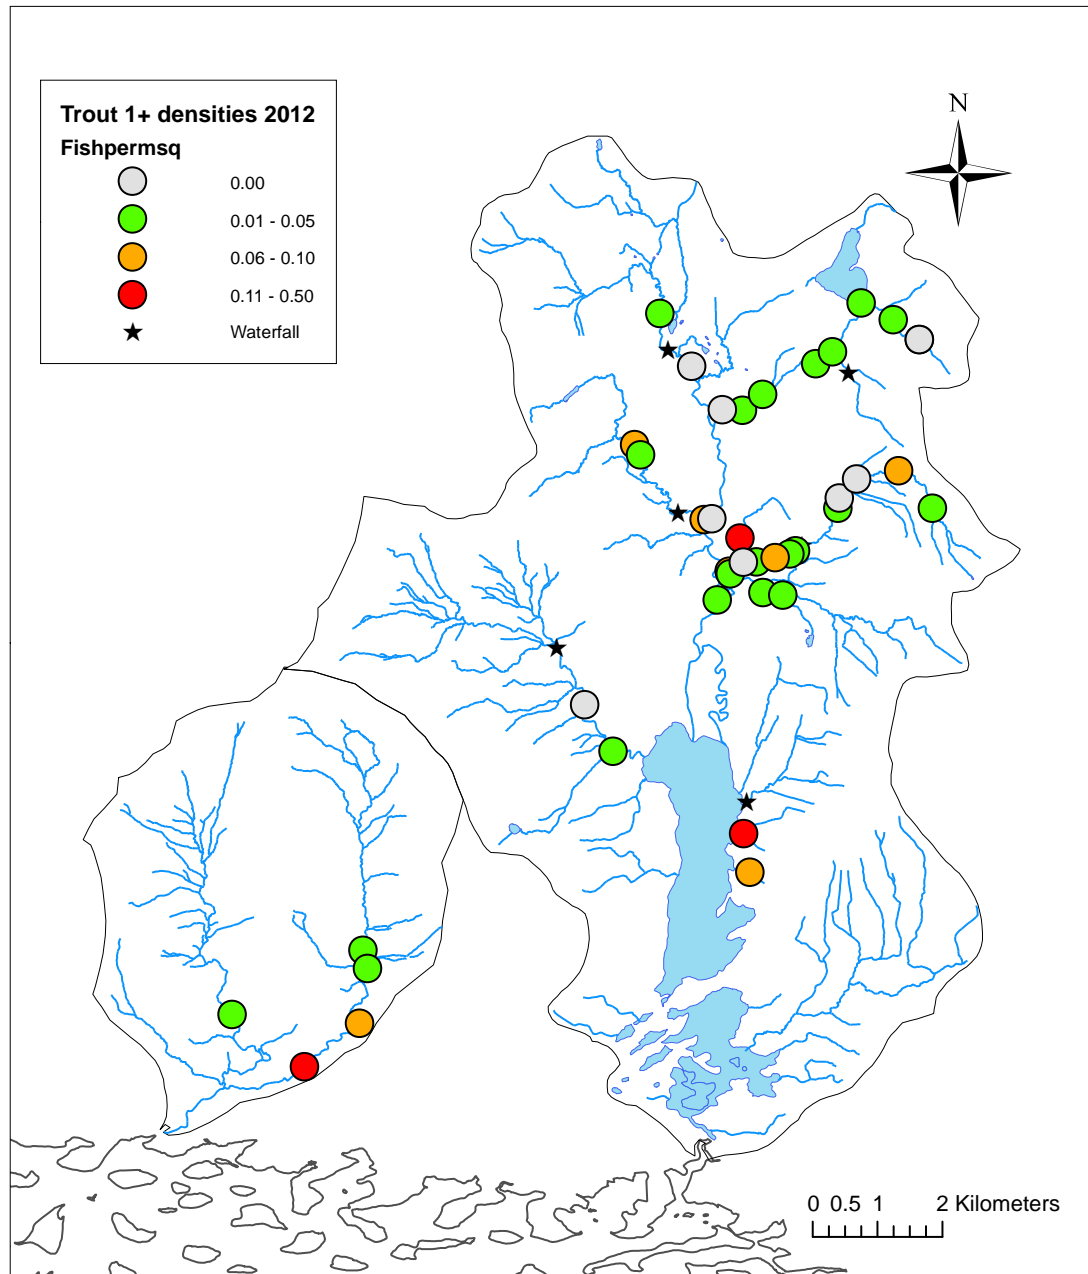 Trout 1+ densities 2012
Fishpermsq
0.00
0.01 - 0.05
0.06 - 0.10
0.11 - 0.50
Waterfall
N
0 0.5 1 2 Kilometers